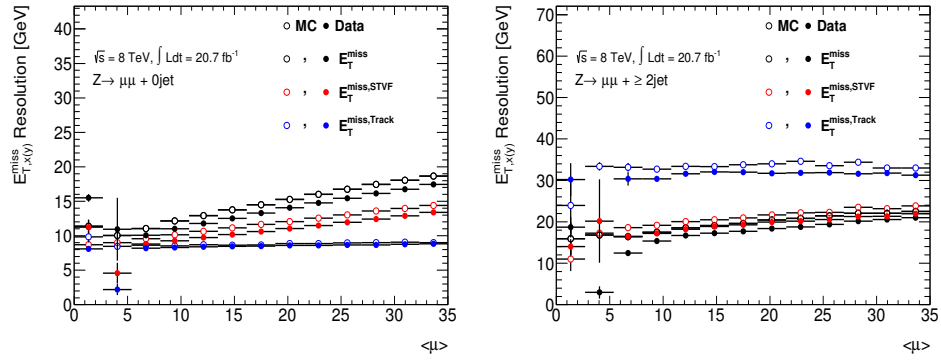 E_T,x(y)^miss Resolution [GeV]
40
35
30
25
20
15
10
5
0
√s = 8 TeV, ∫ Ldt = 20.7 fb⁻¹
Z→ μμ + 0jet
MC Data
, E_T^miss
, E_T^miss,STVF
, E_T^miss,Track
0 5 10 15 20 25 30 35
<μ>
E_T,x(y)^miss Resolution [GeV]
70
60
50
40
30
20
10
0
√s = 8 TeV, ∫ Ldt = 20.7 fb⁻¹
Z→ μμ + ≥ 2jet
MC Data
, E_T^miss
, E_T^miss,STVF
, E_T^miss,Track
0 5 10 15 20 25 30 35
<μ>